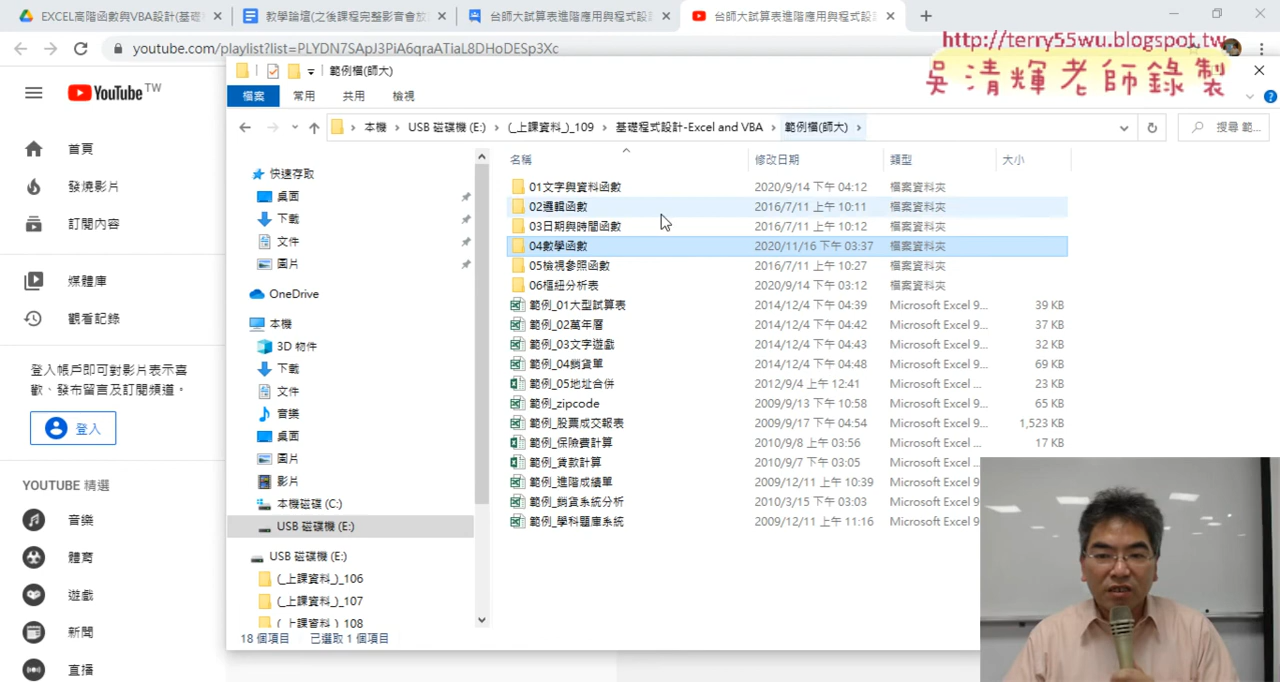 EXCEL高階函數與VBA設計(基礎
教學論壇(之後課程完整影音會放
台師大試算表進階應用與程式設計
台師大試算表進階應用與程式設計
youtube.com/playlist?list=PLYDN7SApJ3PiA6qraATiaL8DHoDESp3Xc
http://terry55wu.blogspot.tw
吳清輝老師錄製
YouTube TW
首頁
發燒影片
訂閱內容
媒體庫
觀看記錄
登入帳戶即可對影片表示喜
歡、發布留言及訂閱頻道。
登入
YOUTUBE 精選
音樂
體育
遊戲
新聞
直播
範例檔(師大)
檔案 常用 共用 檢視
本機 › USB 磁碟機 (E:) › (_上課資料_)_109 › 基礎程式設計-Excel and VBA › 範例檔(師大) ›
搜尋 範...
快速存取
桌面
下載
文件
圖片
OneDrive
本機
3D 物件
下載
文件
音樂
桌面
圖片
影片
本機磁碟 (C:)
USB 磁碟機 (E:)
USB 磁碟機 (E:)
(_上課資料_)_106
(_上課資料_)_107
(_上課資料_)_108
名稱 修改日期 類型 大小
01文字與資料函數 2020/9/14 下午 04:12 檔案資料夾
02邏輯函數 2016/7/11 上午 10:11 檔案資料夾
03日期與時間函數 2016/7/11 上午 10:12 檔案資料夾
04數學函數 2020/11/16 下午 03:37 檔案資料夾
05檢視參照函數 2016/7/11 上午 10:27 檔案資料夾
06樞紐分析表 2020/9/14 下午 03:12 檔案資料夾
範例_01大型試算表 2014/12/4 下午 04:39 Microsoft Excel 9... 39 KB
範例_02萬年曆 2014/12/4 下午 04:42 Microsoft Excel 9... 37 KB
範例_03文字遊戲 2014/12/4 下午 04:43 Microsoft Excel 9... 32 KB
範例_04銷貨單 2014/12/4 下午 04:48 Microsoft Excel 9... 69 KB
範例_05地址合併 2012/9/4 上午 12:41 Microsoft Excel ... 23 KB
範例_zipcode 2009/9/13 下午 10:58 Microsoft Excel 9... 65 KB
範例_股票成交報表 2009/9/17 下午 04:54 Microsoft Excel 9... 1,523 KB
範例_保險費計算 2010/9/8 上午 03:56 Microsoft Excel ... 17 KB
範例_貸款計算 2010/9/7 下午 03:05 Microsoft Excel 9
範例_進階成績單 2009/12/11 上午 10:39 Microsoft Excel 9
範例_銷貨系統分析 2010/3/15 下午 03:03 Microsoft Excel 9
範例_學科題庫系統 2009/12/11 上午 11:16 Microsoft Excel 9
18 個項目 已選取 1 個項目